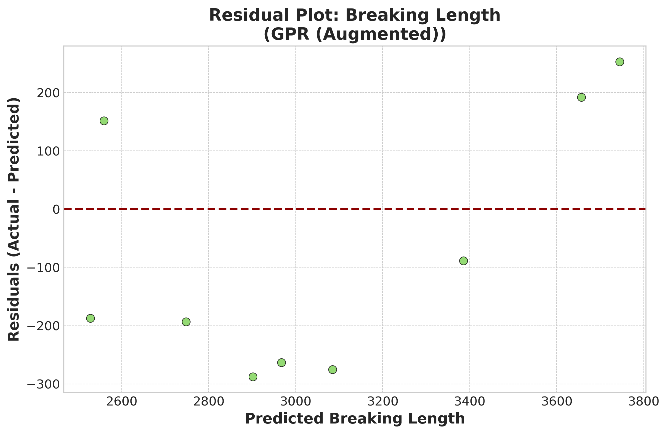 Residual Plot: Breaking Length
(GPR (Augmented))
Residuals (Actual - Predicted)
200
100
0
−100
−200
−300
2600 2800 3000 3200 3400 3600 3800
Predicted Breaking Length